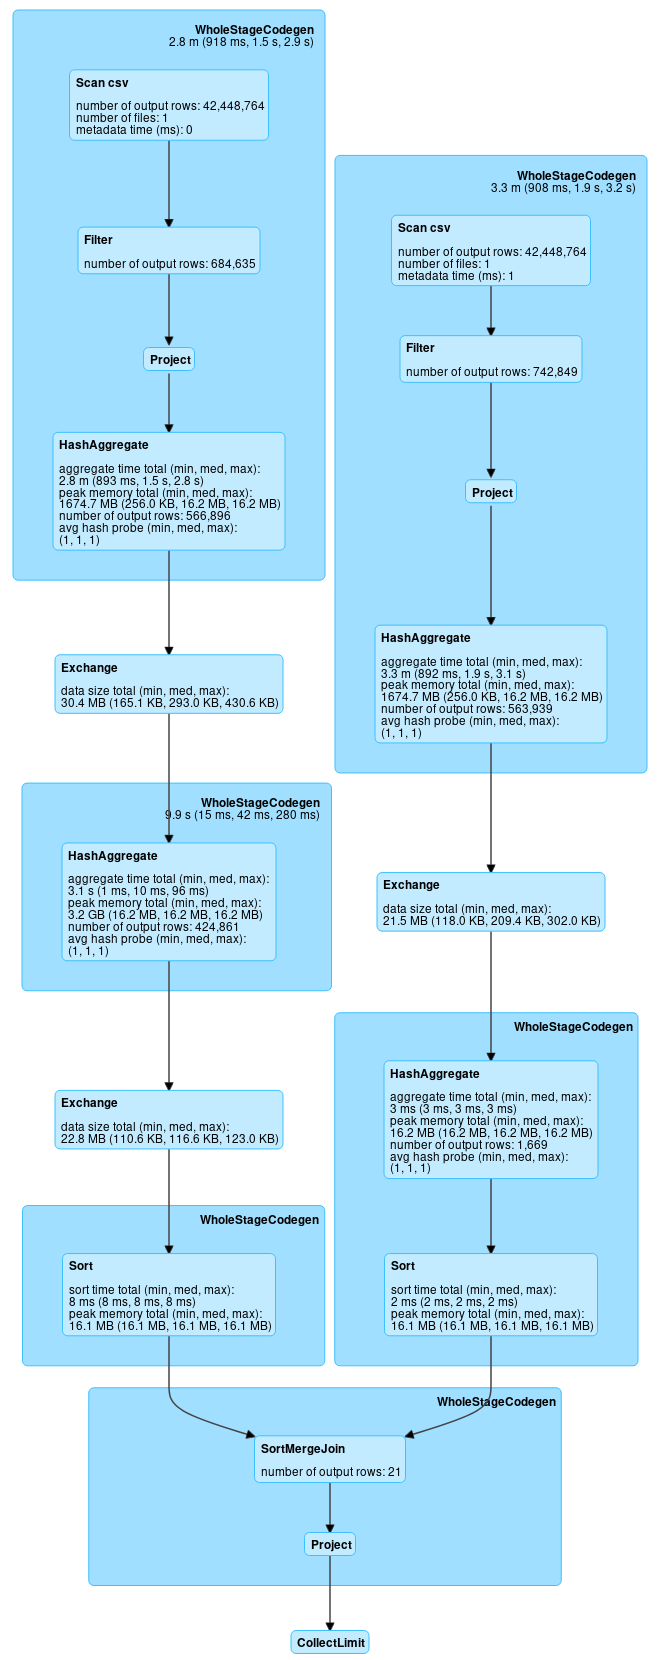 WholeStageCodegen
2.8 m (918 ms, 1.5 s, 2.9 s)
Scan csv
number of output rows: 42,448,764
number of files: 1
metadata time (ms): 0
Filter
number of output rows: 684,635
Project
HashAggregate
aggregate time total (min, med, max):
2.8 m (893 ms, 1.5 s, 2.8 s)
peak memory total (min, med, max):
1674.7 MB (256.0 KB, 16.2 MB, 16.2 MB)
number of output rows: 566,896
avg hash probe (min, med, max):
(1, 1, 1)
Exchange
data size total (min, med, max):
30.4 MB (165.1 KB, 293.0 KB, 430.6 KB)
WholeStageCodegen
9.9 s (15 ms, 42 ms, 280 ms)
HashAggregate
aggregate time total (min, med, max):
3.1 s (1 ms, 10 ms, 96 ms)
peak memory total (min, med, max):
3.2 GB (16.2 MB, 16.2 MB, 16.2 MB)
number of output rows: 424,861
avg hash probe (min, med, max):
(1, 1, 1)
Exchange
data size total (min, med, max):
22.8 MB (110.6 KB, 116.6 KB, 123.0 KB)
WholeStageCodegen
Sort
sort time total (min, med, max):
8 ms (8 ms, 8 ms, 8 ms)
peak memory total (min, med, max):
16.1 MB (16.1 MB, 16.1 MB, 16.1 MB)
WholeStageCodegen
3.3 m (908 ms, 1.9 s, 3.2 s)
Scan csv
number of output rows: 42,448,764
number of files: 1
metadata time (ms): 1
Filter
number of output rows: 742,849
Project
HashAggregate
aggregate time total (min, med, max):
3.3 m (892 ms, 1.9 s, 3.1 s)
peak memory total (min, med, max):
1674.7 MB (256.0 KB, 16.2 MB, 16.2 MB)
number of output rows: 563,939
avg hash probe (min, med, max):
(1, 1, 1)
Exchange
data size total (min, med, max):
21.5 MB (118.0 KB, 209.4 KB, 302.0 KB)
WholeStageCodegen
HashAggregate
aggregate time total (min, med, max):
3 ms (3 ms, 3 ms, 3 ms)
peak memory total (min, med, max):
16.2 MB (16.2 MB, 16.2 MB, 16.2 MB)
number of output rows: 1,669
avg hash probe (min, med, max):
(1, 1, 1)
Sort
sort time total (min, med, max):
2 ms (2 ms, 2 ms, 2 ms)
peak memory total (min, med, max):
16.1 MB (16.1 MB, 16.1 MB, 16.1 MB)
WholeStageCodegen
SortMergeJoin
number of output rows: 21
Project
CollectLimit